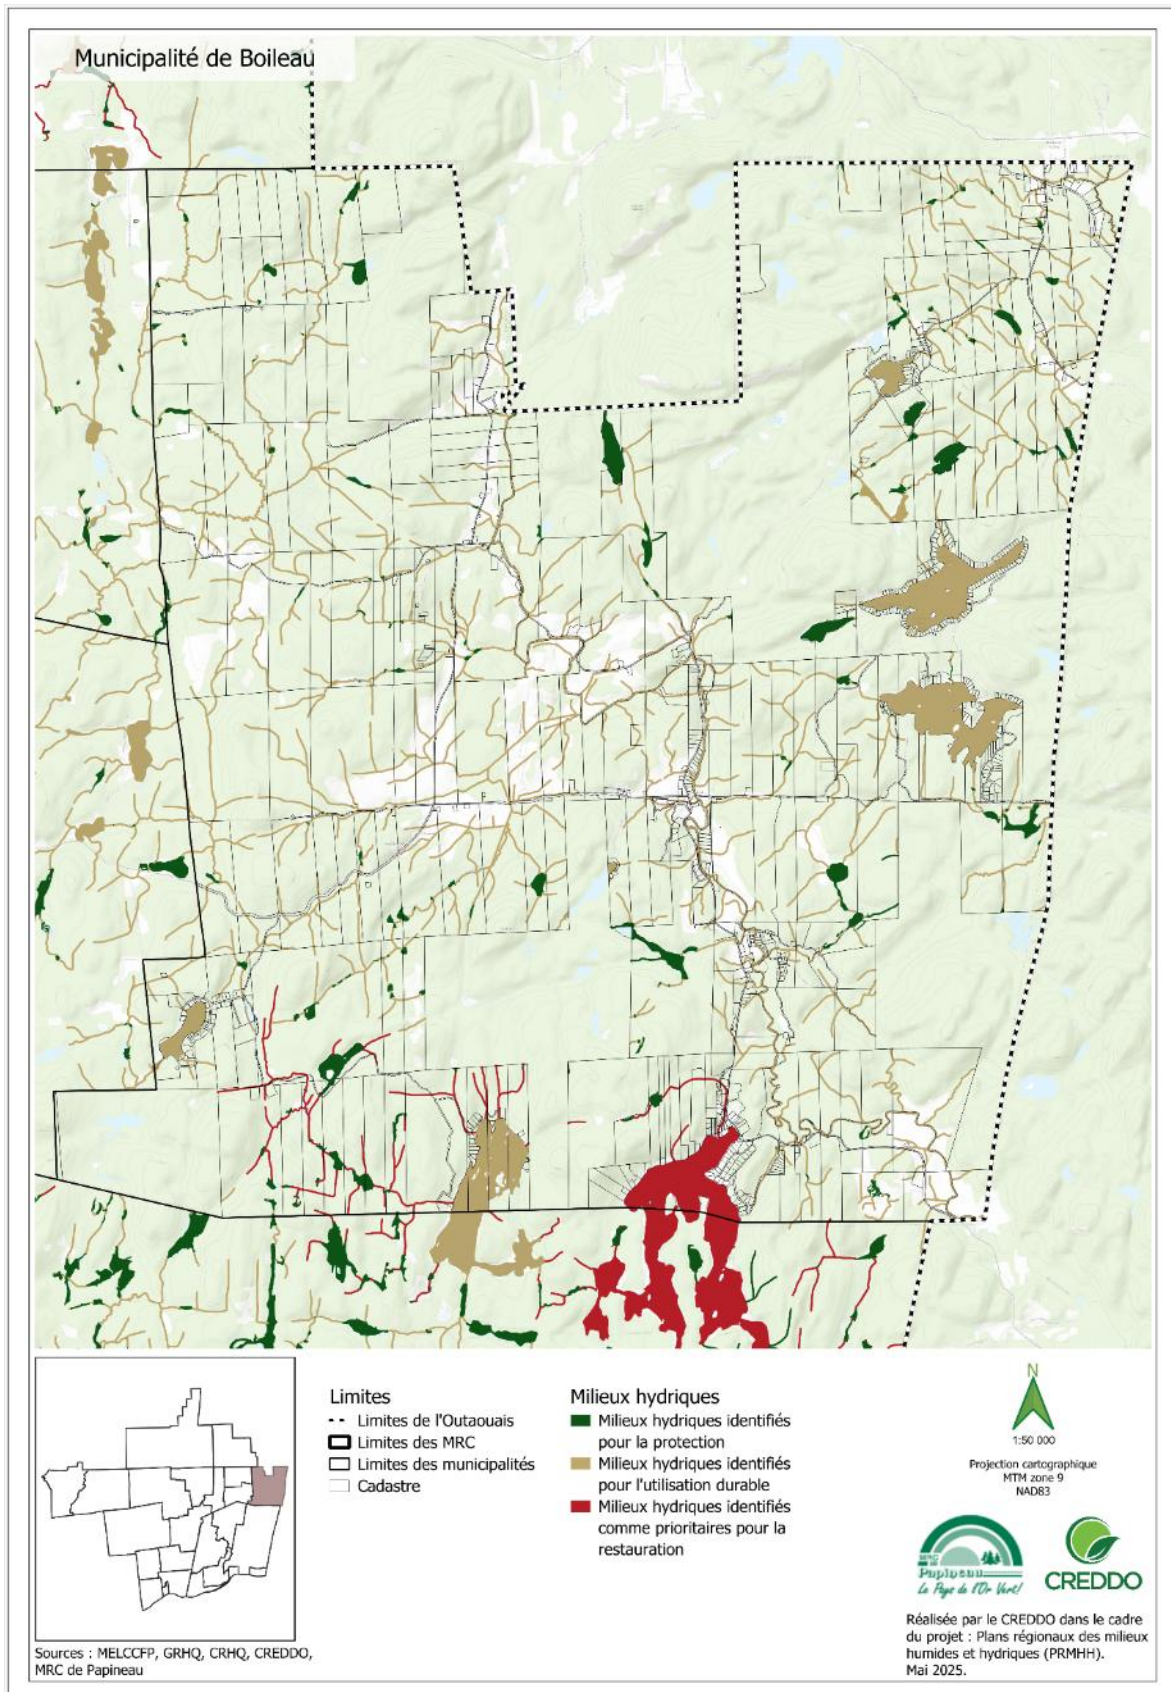 Municipalité de Boileau
Limites
Limites de l'Outaouais
Limites des MRC
Limites des municipalités
Cadastre
Milieux hydriques
Milieux hydriques identifiés
pour la protection
Milieux hydriques identifiés
pour l'utilisation durable
Milieux hydriques identifiés
comme prioritaires pour la
restauration
N
1:50 000
Projection cartographique
MTM zone 9
NAD83
MRC
DE
Papineau
Le Pays de l'Or Vert!
CREDDO
Réalisée par le CREDDO dans le cadre
du projet : Plans régionaux des milieux
humides et hydriques (PRMHH).
Mai 2025.
Sources : MELCCFP, GRHQ, CRHQ, CREDDO,
MRC de Papineau